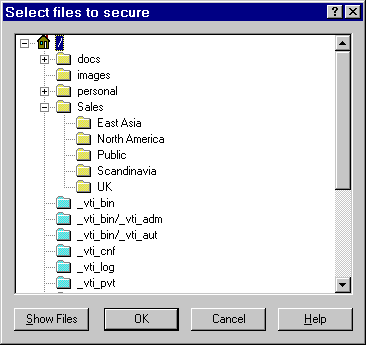 Select files to secure
/
docs
images
personal
Sales
East Asia
North America
Public
Scandinavia
UK
_vti_bin
_vti_bin/_vti_adm
_vti_bin/_vti_aut
_vti_cnf
_vti_log
_vti_pvt
Show Files OK Cancel Help